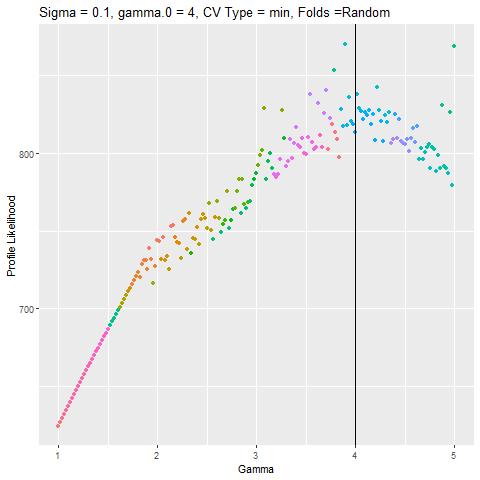 Sigma = 0.1, gamma.0 = 4, CV Type = min, Folds =Random
Profile Likelihood
800
700
1 2 3 4 5
Gamma